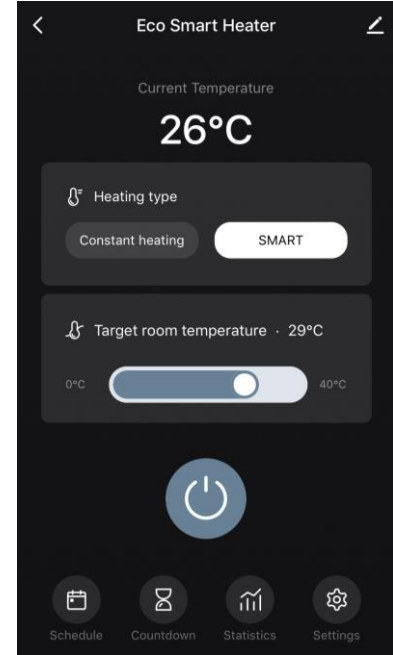 Eco Smart Heater
Current Temperature
26°C
Heating type
Constant heating SMART
Target room temperature · 29°C
0°C 40°C
Schedule Countdown Statistics Settings